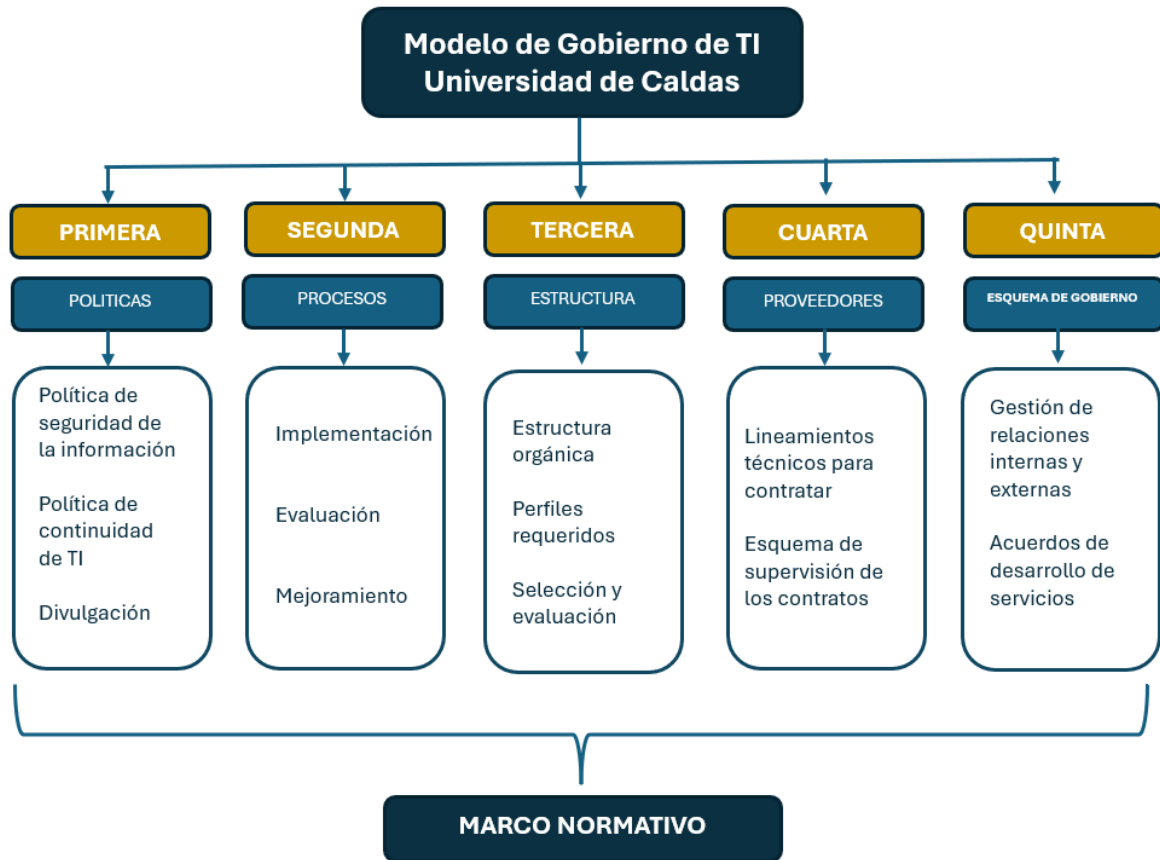 Modelo de Gobierno de TI
Universidad de Caldas
PRIMERA
SEGUNDA
TERCERA
CUARTA
QUINTA
POLITICAS
PROCESOS
ESTRUCTURA
PROVEEDORES
ESQUEMA DE GOBIERNO
Política de
seguridad de
la información
Política de
continuidad
de TI
Divulgación
Implementación
Evaluación
Mejoramiento
Estructura
orgánica
Perfiles
requeridos
Selección y
evaluación
Lineamientos
técnicos para
contratar
Esquema de
supervisión de
los contratos
Gestión de
relaciones
internas y
externas
Acuerdos de
desarrollo de
servicios
MARCO NORMATIVO